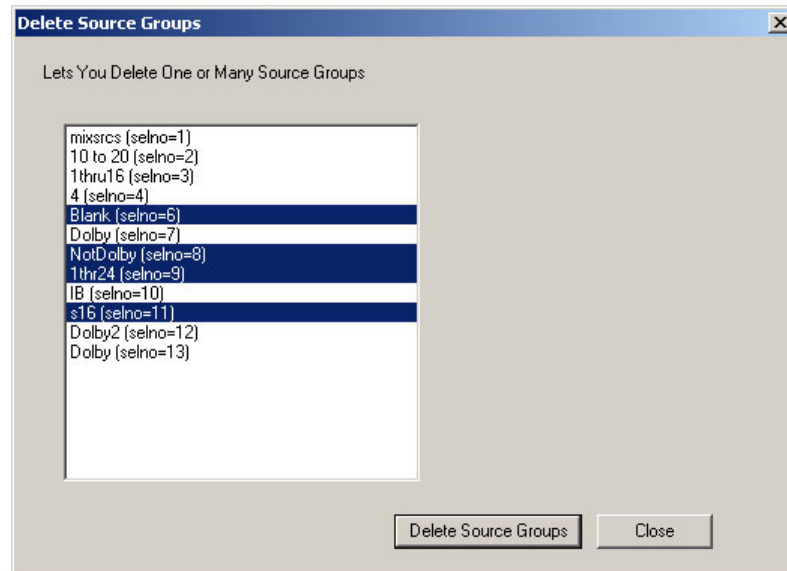 Delete Source Groups
Lets You Delete One or Many Source Groups
mixsrcs (selno=1)
10 to 20 (selno=2)
1thru16 (selno=3)
4 (selno=4)
Blank (selno=6)
Dolby (selno=7)
NotDolby (selno=8)
1thr24 (selno=9)
IB (selno=10)
s16 (selno=11)
Dolby2 (selno=12)
Dolby (selno=13)
Delete Source Groups Close